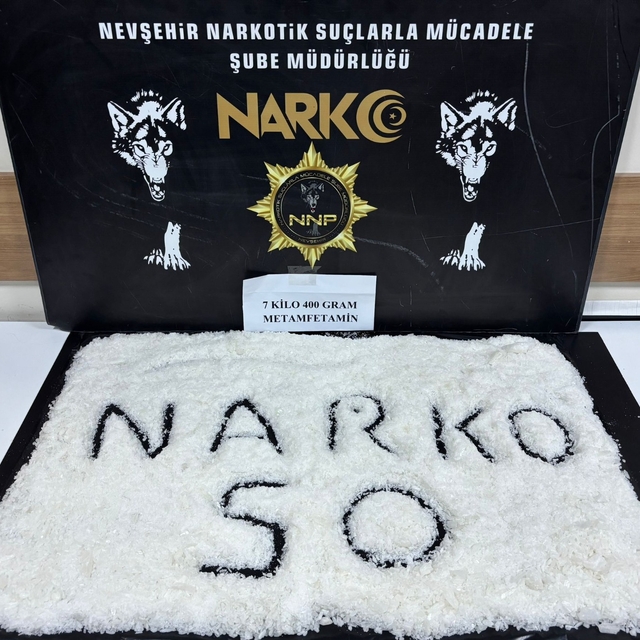 NEVŞEHİR NARKOTİK SUÇLARLA MÜCADELE
ŞUBE MÜDÜRLÜĞÜ
NARKO
NNP
7 KİLO 400 GRAM
METAMFETAMİN
NARKO
50